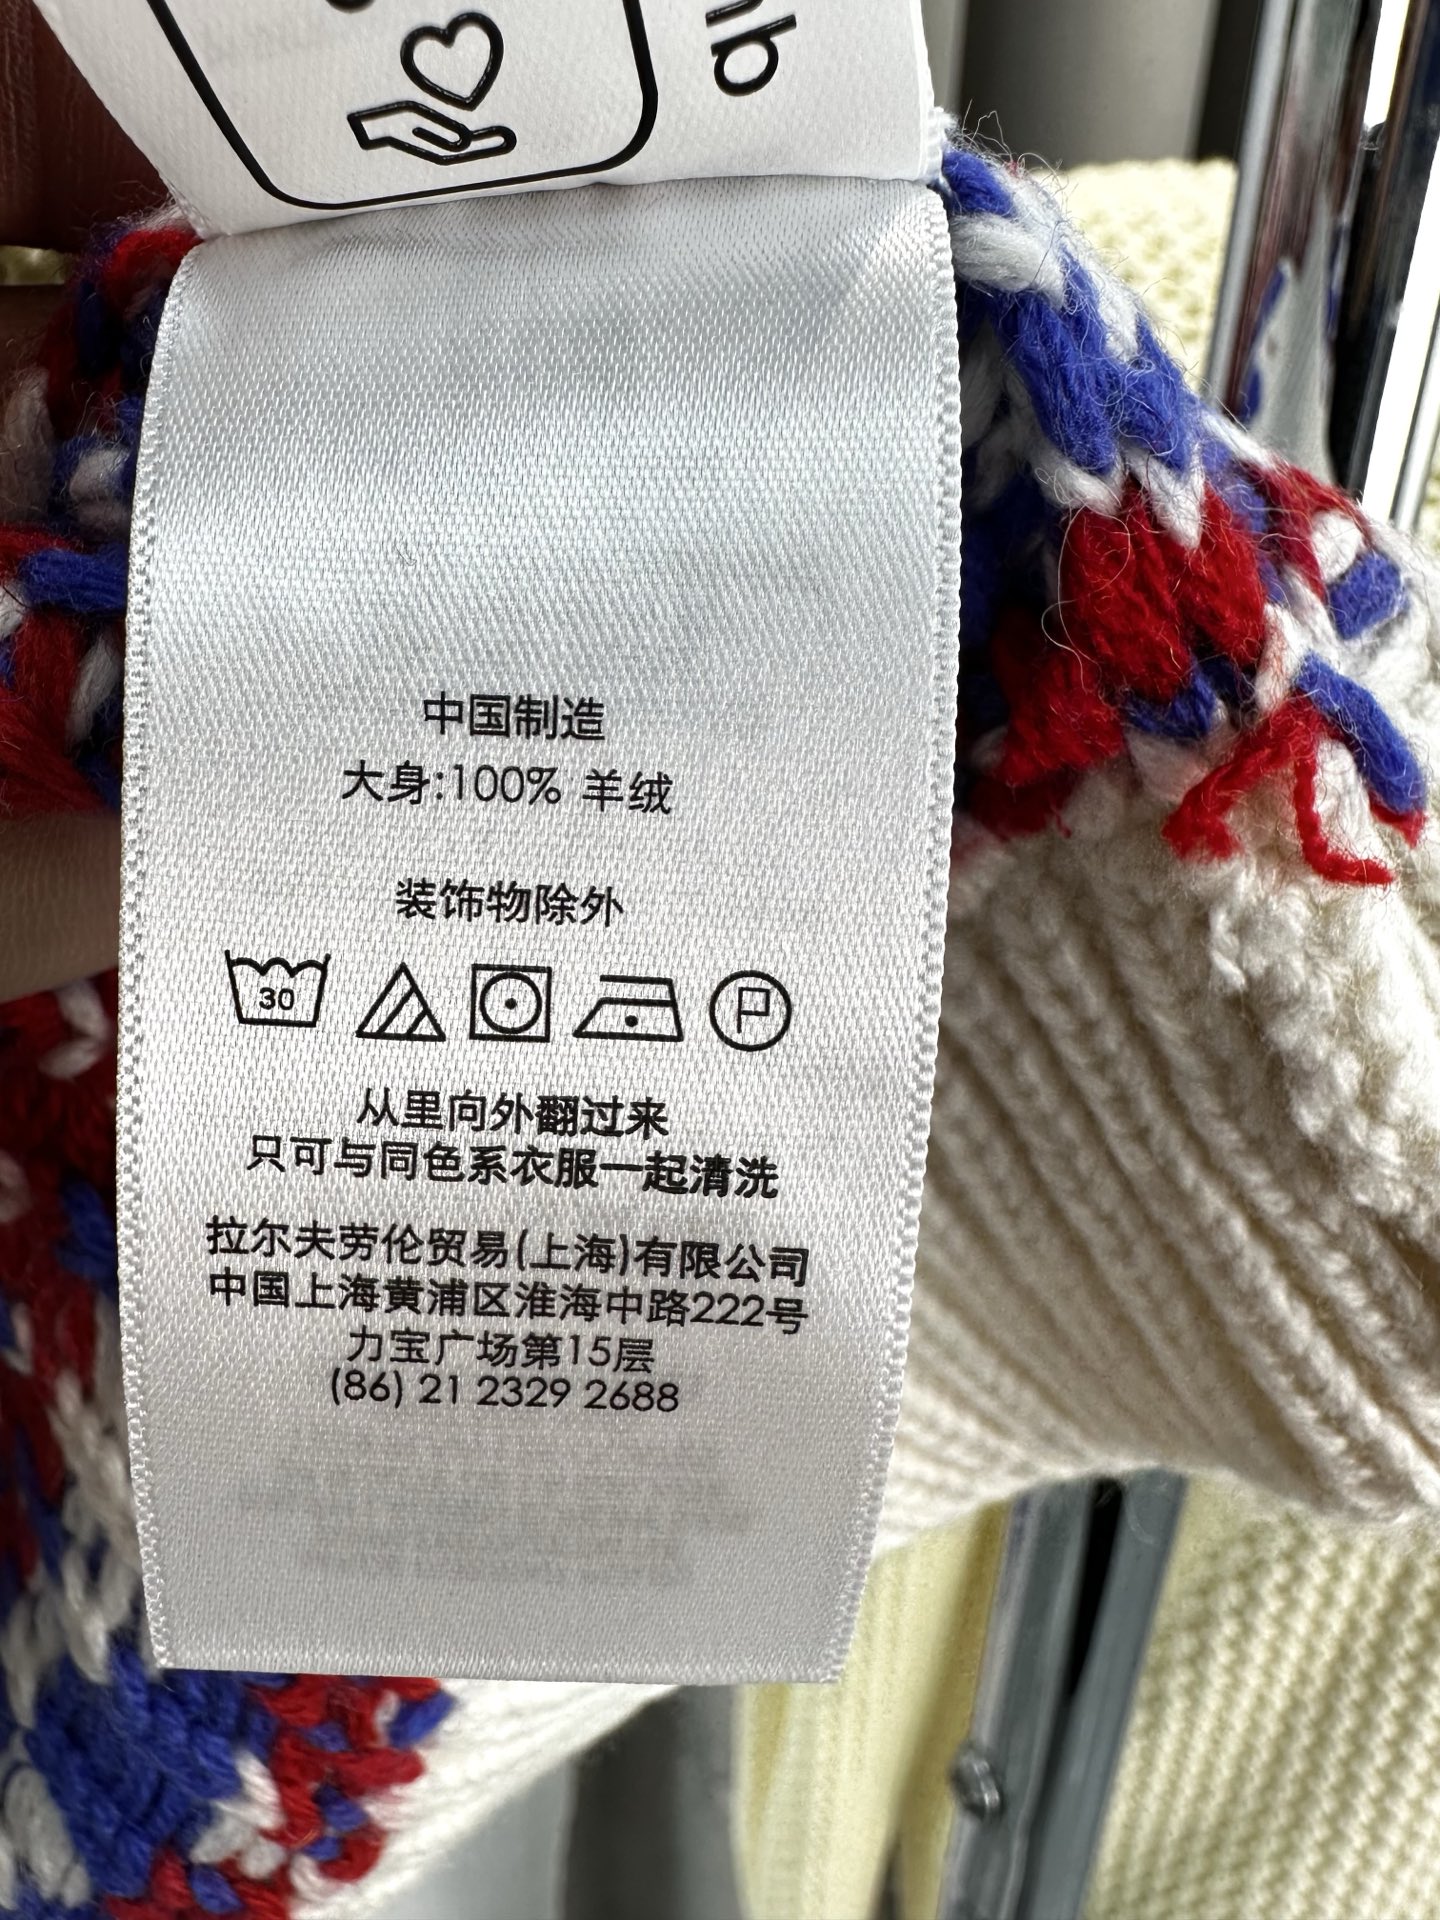 中国制造
大身:100% 羊绒
装饰物除外
30
P
从里向外翻过来
只可与同色系衣服一起清洗
拉尔夫劳伦贸易(上海)有限公司
中国上海黄浦区淮海中路222号
力宝广场第15层
(86) 21 2329 2688